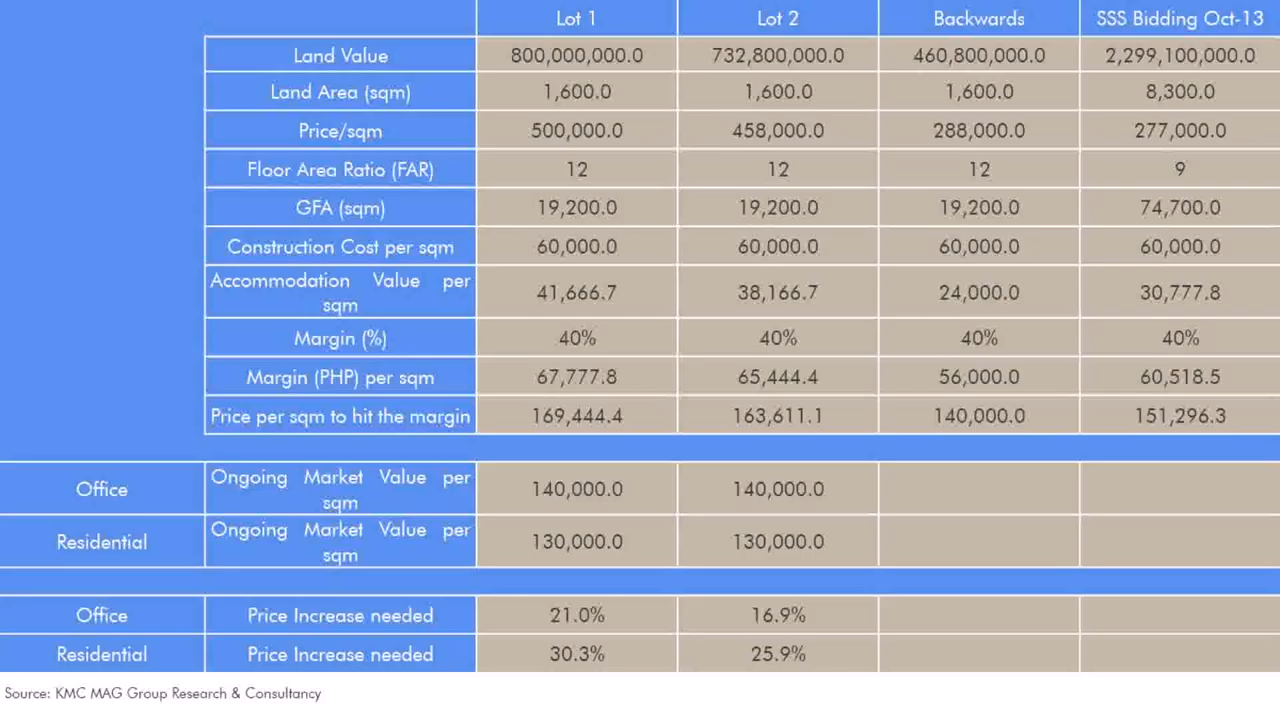 Lot 1 Lot 2 Backwards SSS Bidding Oct-13
Land Value 800,000,000.0 732,800,000.0 460,800,000.0 2,299,100,000.0
Land Area (sqm) 1,600.0 1,600.0 1,600.0 8,300.0
Price/sqm 500,000.0 458,000.0 288,000.0 277,000.0
Floor Area Ratio (FAR) 12 12 12 9
GFA (sqm) 19,200.0 19,200.0 19,200.0 74,700.0
Construction Cost per sqm 60,000.0 60,000.0 60,000.0 60,000.0
Accommodation Value per
sqm 41,666.7 38,166.7 24,000.0 30,777.8
Margin (%) 40% 40% 40% 40%
Margin (PHP) per sqm 67,777.8 65,444.4 56,000.0 60,518.5
Price per sqm to hit the margin 169,444.4 163,611.1 140,000.0 151,296.3
Office Ongoing Market Value per
sqm 140,000.0 140,000.0
Residential Ongoing Market Value per
sqm 130,000.0 130,000.0
Office Price Increase needed 21.0% 16.9%
Residential Price Increase needed 30.3% 25.9%
Source: KMC MAG Group Research & Consultancy